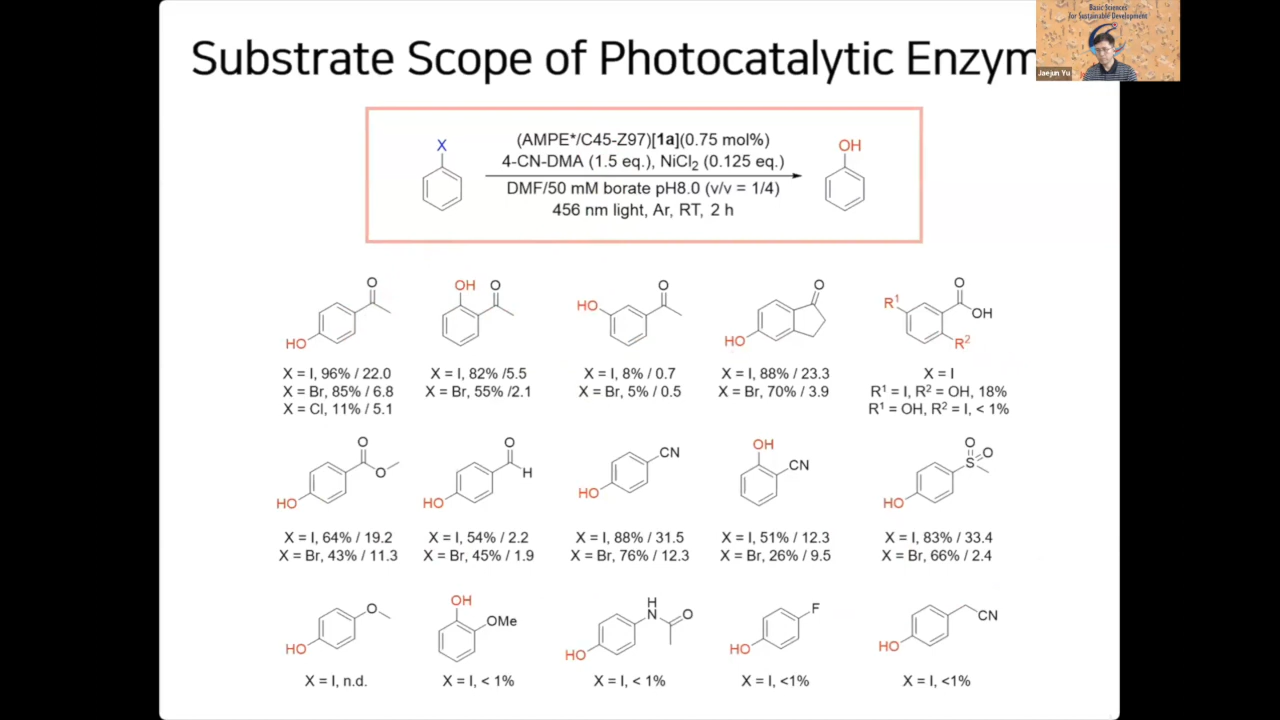 Substrate Scope of Photocatalytic Enzym
Basic Sciences
for Sustainable Development
Jaejun Yu
X
(AMPE*/C45-Z97)[1a](0.75 mol%)
4-CN-DMA (1.5 eq.), NiCl2 (0.125 eq.)
DMF/50 mM borate pH8.0 (v/v = 1/4)
456 nm light, Ar, RT, 2 h
OH
O
HO
X = I, 96% / 22.0
X = Br, 85% / 6.8
X = Cl, 11% / 5.1
OH O
X = I, 82% /5.5
X = Br, 55% /2.1
HO O
X = I, 8% / 0.7
X = Br, 5% / 0.5
O
HO
X = I, 88% / 23.3
X = Br, 70% / 3.9
R1 O
OH
R2
X = I
R1 = I, R2 = OH, 18%
R1 = OH, R2 = I, < 1%
O
O
HO
X = I, 64% / 19.2
X = Br, 43% / 11.3
O
H
HO
X = I, 54% / 2.2
X = Br, 45% / 1.9
CN
HO
X = I, 88% / 31.5
X = Br, 76% / 12.3
OH
CN
X = I, 51% / 12.3
X = Br, 26% / 9.5
O
S O
HO
X = I, 83% / 33.4
X = Br, 66% / 2.4
O
HO
X = I, n.d.
OH
OMe
X = I, < 1%
H
N O
HO
X = I, < 1%
F
HO
X = I, <1%
CN
HO
X = I, <1%